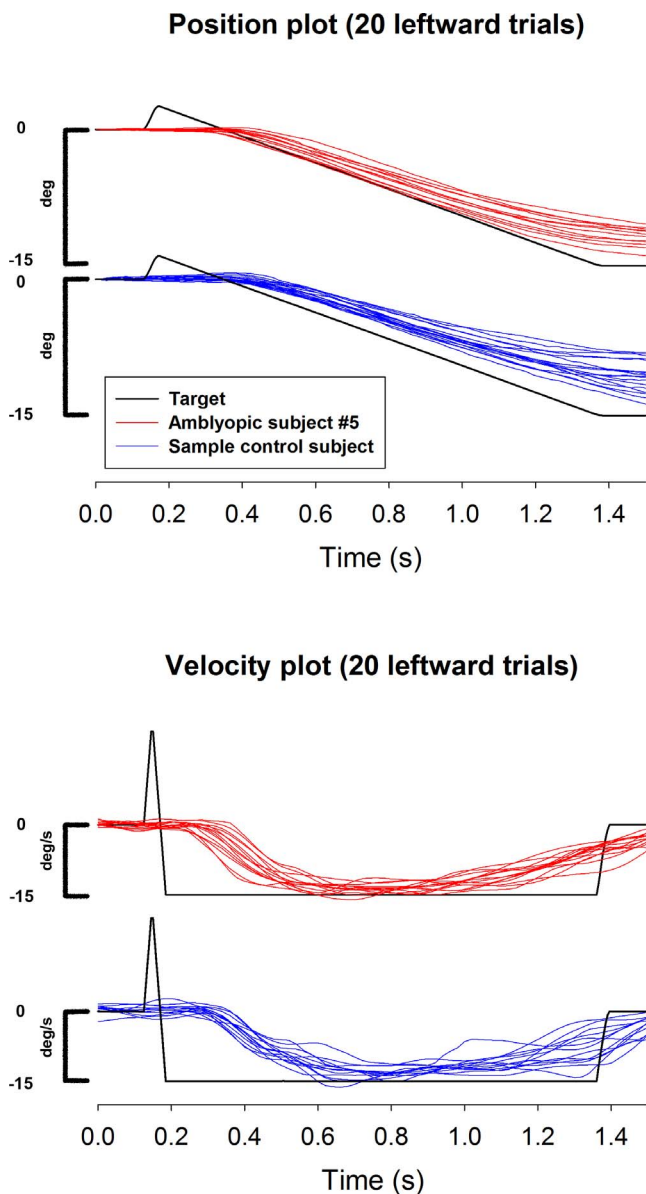 Position plot (20 leftward trials)
0
deg
-15
0
deg
-15
Target
Amblyopic subject #5
Sample control subject
0.0 0.2 0.4 0.6 0.8 1.0 1.2 1.4
Time (s)
Velocity plot (20 leftward trials)
0
deg/s
-15
0
deg/s
-15
0.0 0.2 0.4 0.6 0.8 1.0 1.2 1.4
Time (s)